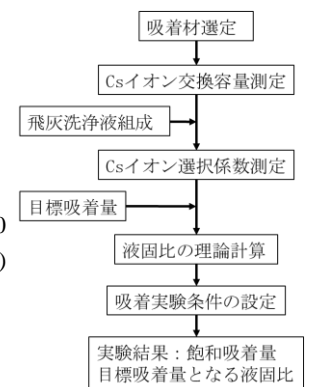 吸着材選定
Csイオン交換容量測定
飛灰洗浄液組成
Csイオン選択係数測定
目標吸着量
0
)
液固比の理論計算
吸着実験条件の設定
実験結果：飽和吸着量
目標吸着量となる液固比